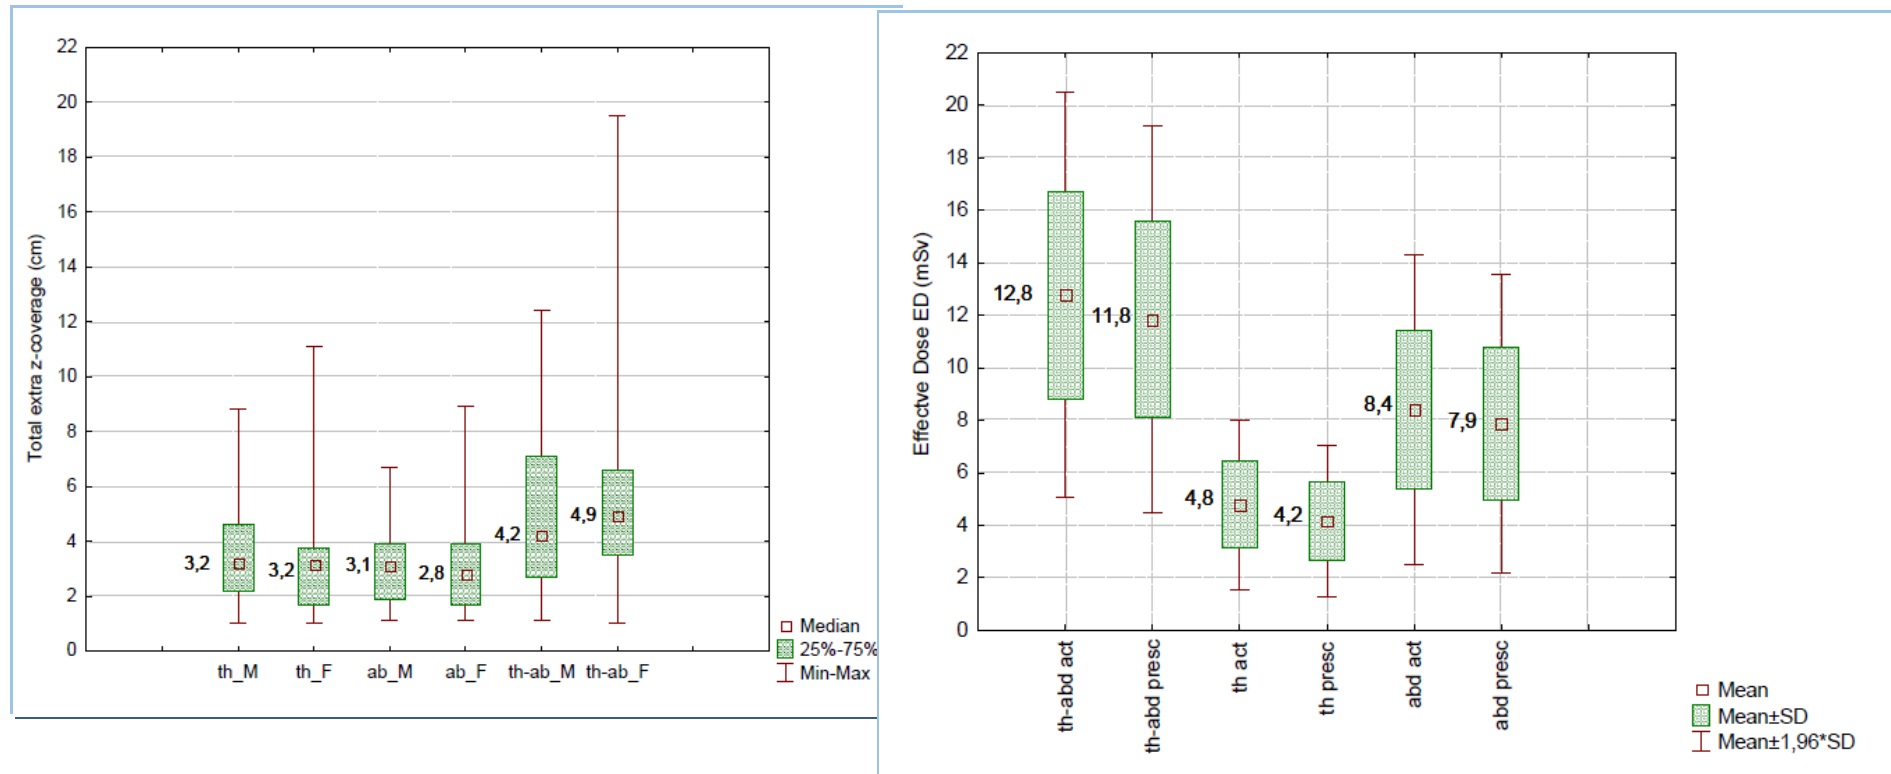 Total extra z-coverage (cm)
22
20
18
16
14
12
10
8
6
4
2
0
3,2
3,2
3,1
2,8
4,2
4,9
th_M
th_F
ab_M
ab_F
th-ab_M
th-ab_F
Median
25%-75%
Min-Max
Effectve Dose ED (mSv)
22
20
18
16
14
12
10
8
6
4
2
0
12,8
11,8
4,8
4,2
8,4
7,9
th-abd act
th-abd presc
th act
th presc
abd act
abd presc
Mean
Mean±SD
Mean±1,96*SD